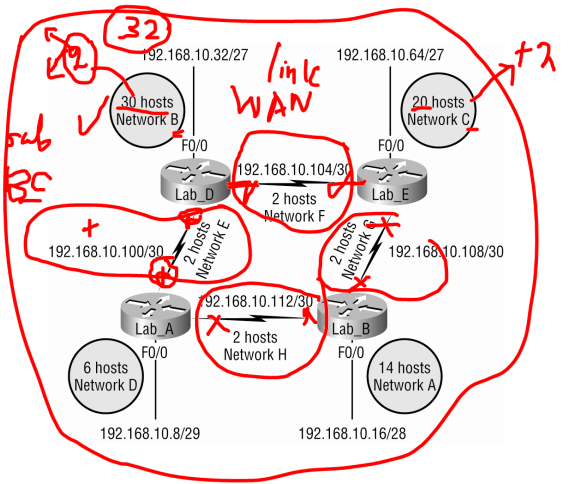 32
2
192.168.10.32/27
192.168.10.64/27
+2
link
WAN
30 hosts
Network B
20 hosts
Network C
sub
BC
F0/0
F0/0
192.168.10.104/30
Lab_D
Lab_E
2 hosts
Network F
+
192.168.10.100/30
2 hosts
Network E
2 hosts
Network G
192.168.10.108/30
192.168.10.112/30
Lab_A
Lab_B
2 hosts
Network H
F0/0
F0/0
6 hosts
Network D
14 hosts
Network A
192.168.10.8/29
192.168.10.16/28